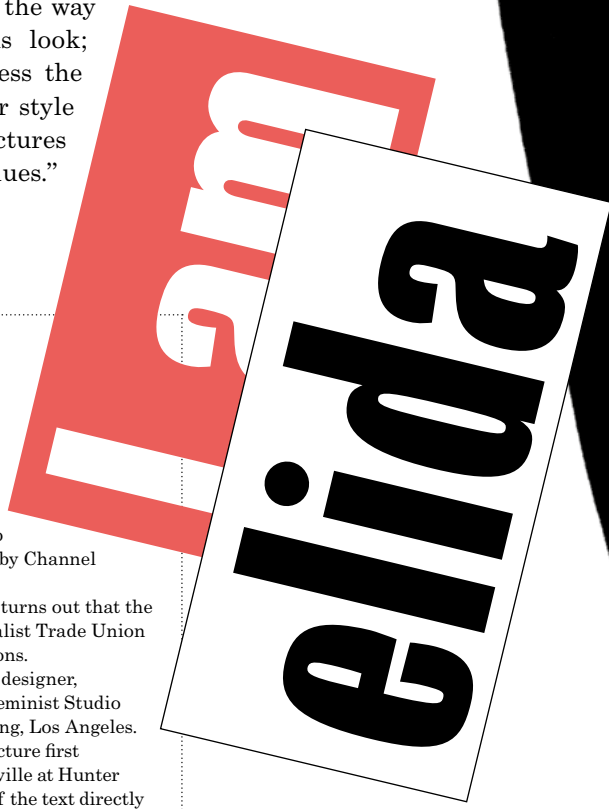 the way
s look;
ess the
r style
ctures
ues.”
I am
elida
by Channel
turns out that the
list Trade Union
ons.
designer,
eminist Studio
ng, Los Angeles.
cture first
ville at Hunter
f the text directly